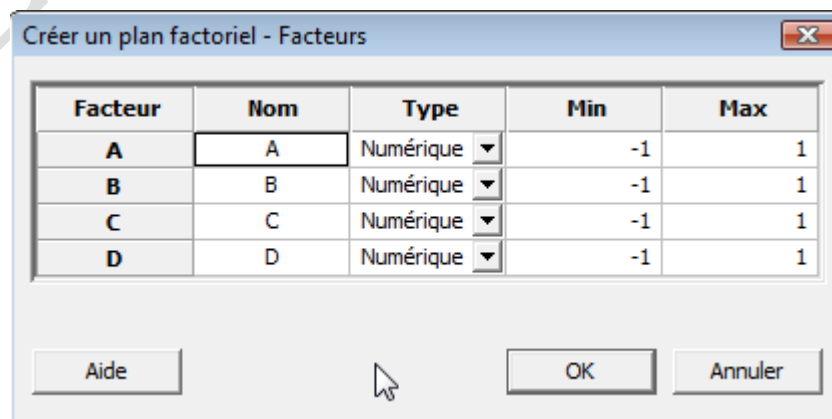 Créer un plan factoriel - Facteurs
Facteur Nom Type Min Max
A A Numérique -1 1
B B Numérique -1 1
C C Numérique -1 1
D D Numérique -1 1
Aide OK Annuler